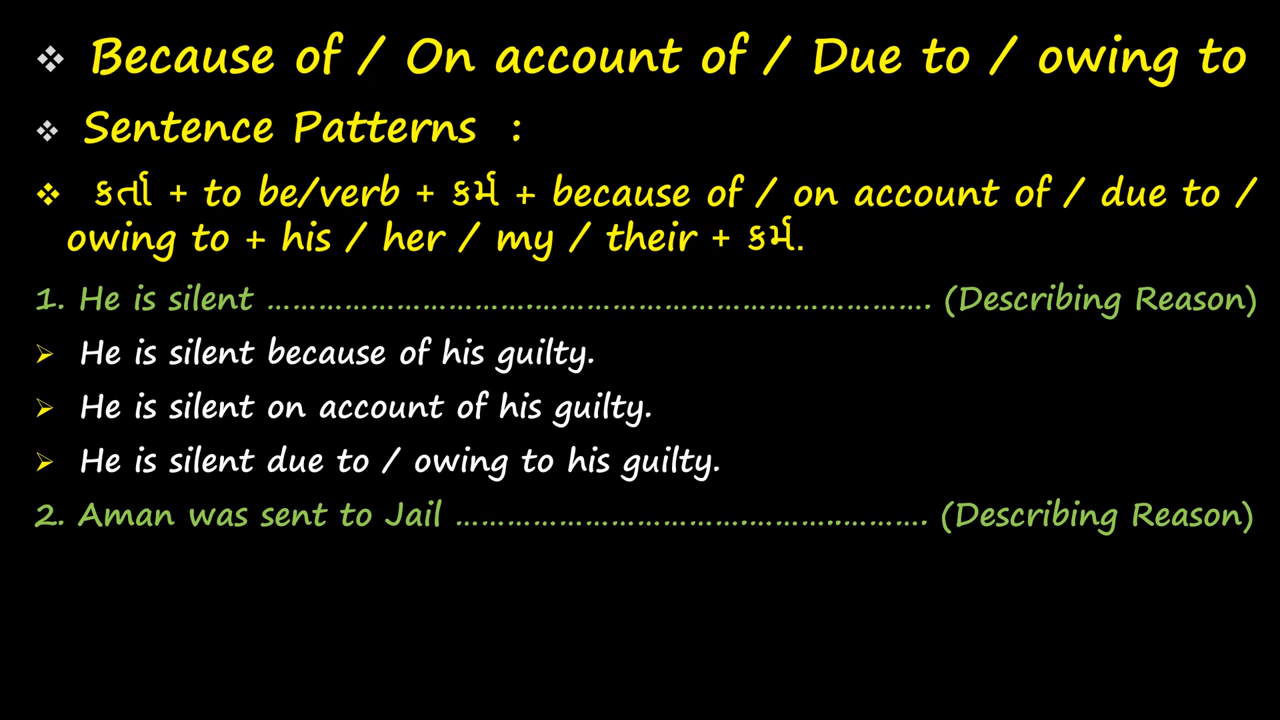 ❖ Because of / On account of / Due to / owing to
❖ Sentence Patterns :
❖ કર્તા + to be/verb + કર્મ + because of / on account of / due to /
owing to + his / her / my / their + કર્મ.
1. He is silent ……………………………………………………………………. (Describing Reason)
➢ He is silent because of his guilty.
➢ He is silent on account of his guilty.
➢ He is silent due to / owing to his guilty.
2. Aman was sent to Jail ………………………………………………. (Describing Reason)